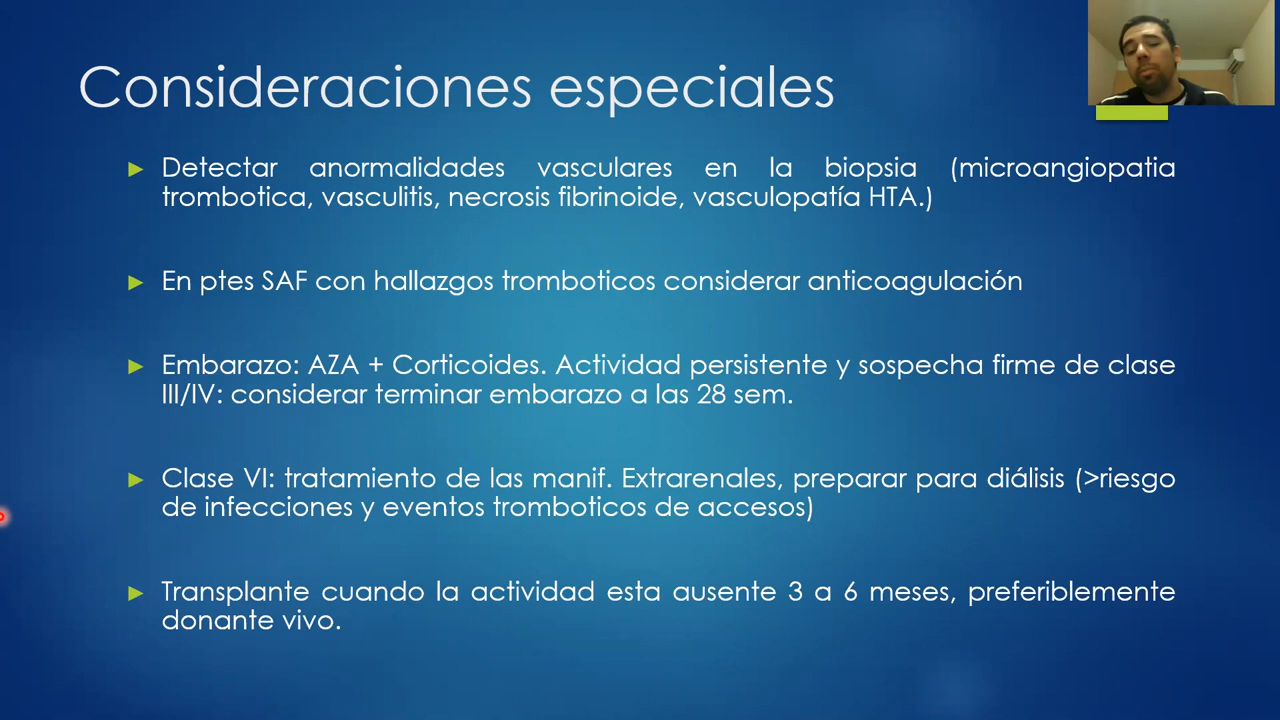 Consideraciones especiales
Detectar anormalidades vasculares en la biopsia (microangiopatia
trombotica, vasculitis, necrosis fibrinoide, vasculopatía HTA.)
En ptes SAF con hallazgos tromboticos considerar anticoagulación
Embarazo: AZA + Corticoides. Actividad persistente y sospecha firme de clase
III/IV: considerar terminar embarazo a las 28 sem.
Clase VI: tratamiento de las manif. Extrarenales, preparar para diálisis (>riesgo
de infecciones y eventos tromboticos de accesos)
Transplante cuando la actividad esta ausente 3 a 6 meses, preferiblemente
donante vivo.